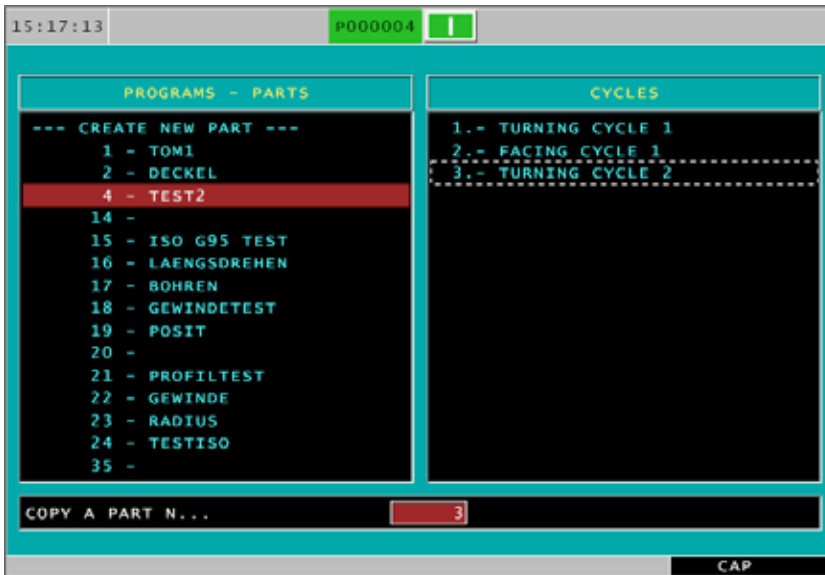 15:17:13 P000004
PROGRAMS - PARTS
--- CREATE NEW PART ---
1 - TOM1
2 - DECKEL
4 - TEST2
14 -
15 - ISO G95 TEST
16 - LAENGSDREHEN
17 - BOHREN
18 - GEWINDETEST
19 - POSIT
20 -
21 - PROFILTEST
22 - GEWINDE
23 - RADIUS
24 - TESTISO
35 -
CYCLES
1.- TURNING CYCLE 1
2.- FACING CYCLE 1
3.- TURNING CYCLE 2
COPY A PART N... 3
CAP